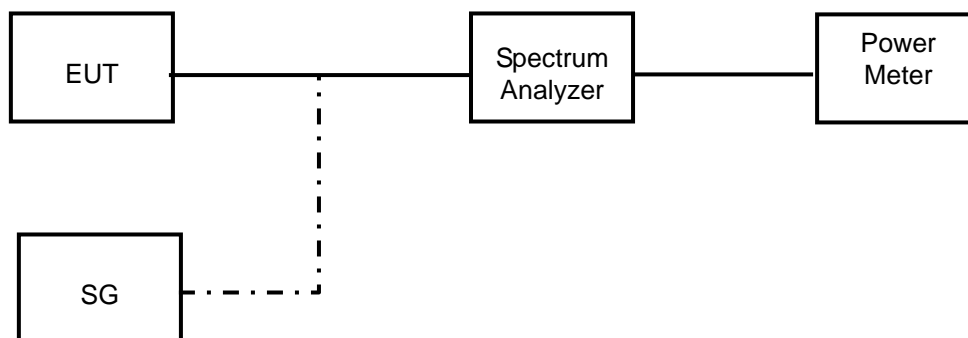 EUT
Spectrum
Analyzer
Power
Meter
SG